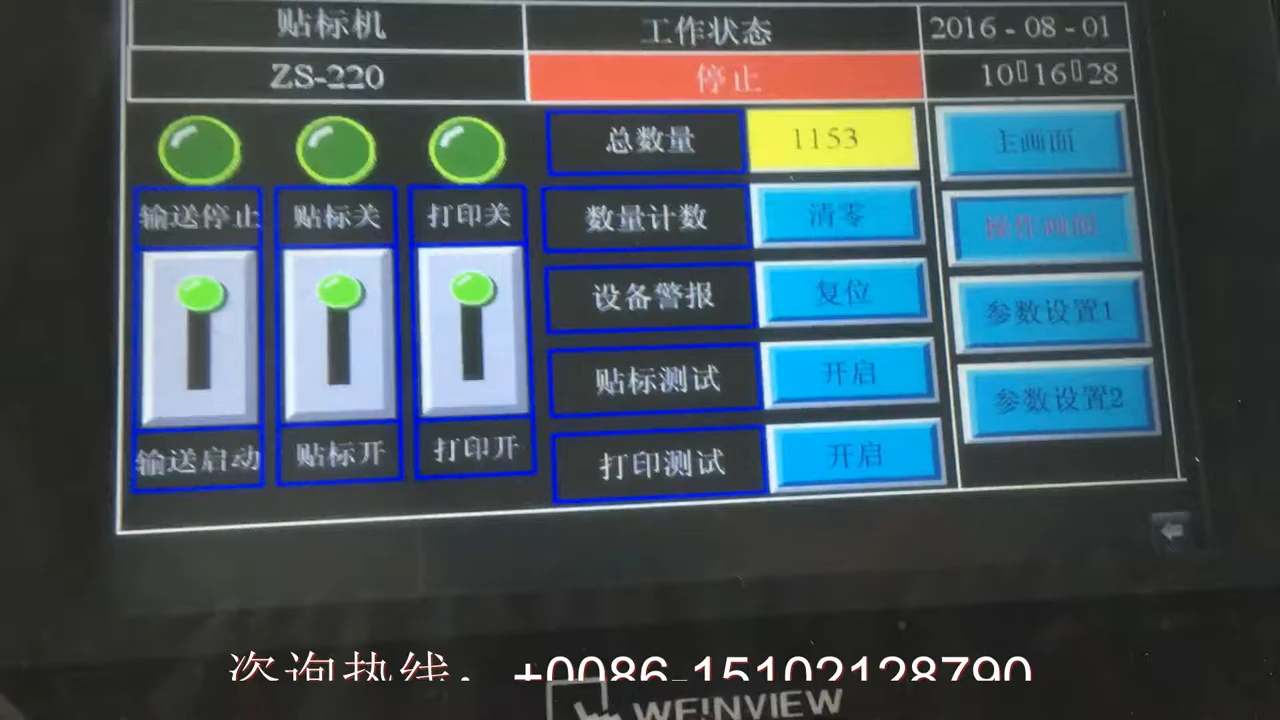 贴标机 工作状态 2016-08-01
ZS-220 停止 10 16 28
总数量 1153 主画面
输送停止 贴标关 打印关 数量计数 清零 操作画面
设备警报 复位 参数设置1
贴标测试 开启 参数设置2
输送启动 贴标开 打印开 打印测试 开启
咨询热线：+0086-15102128790
WEINVIEW